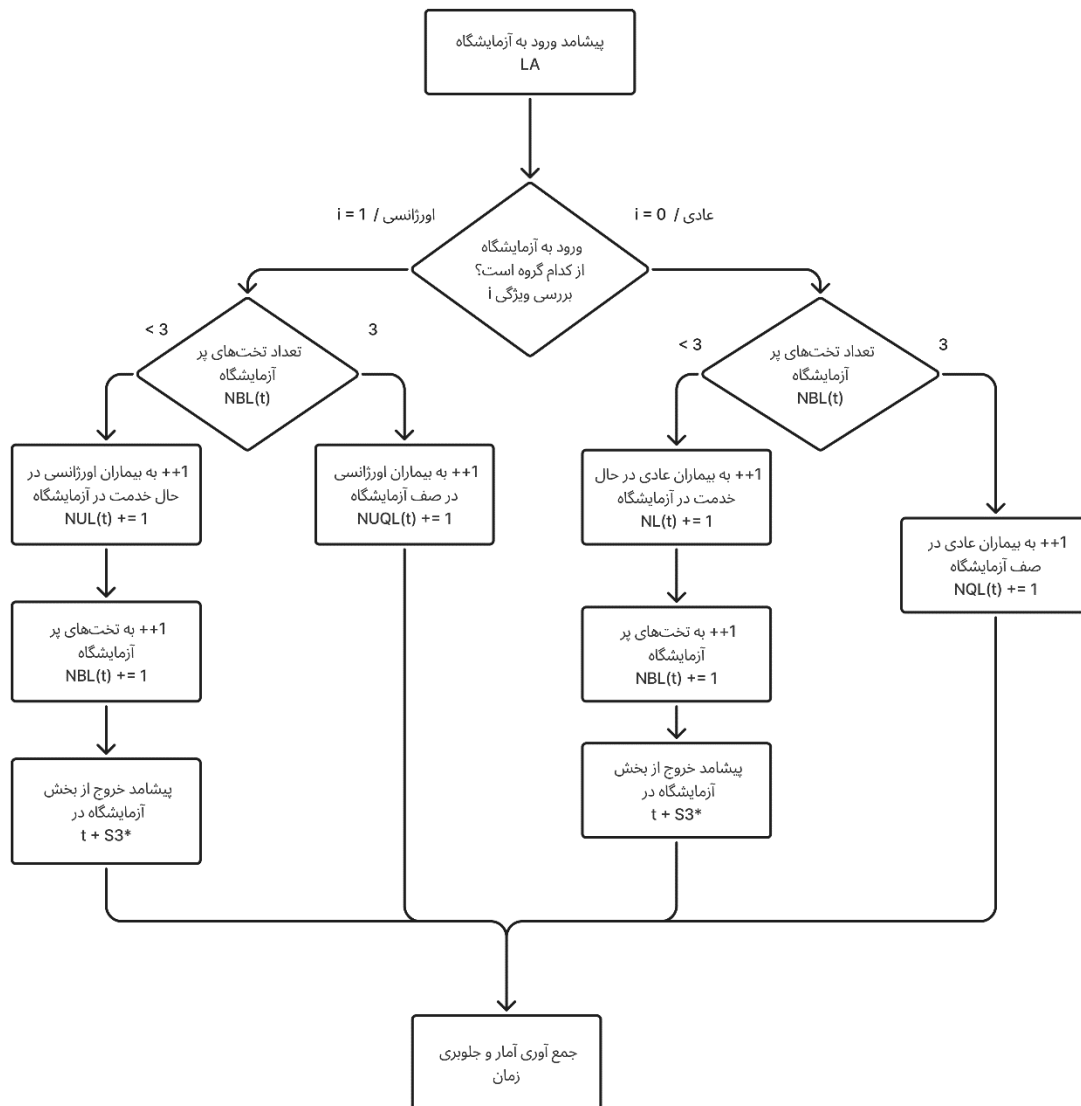 پیشامد ورود به آزمایشگاه
LA
i = 1 / اورژانسی
i = 0 / عادی
ورود به آزمایشگاه
از کدام گروه است؟
بررسی ویژگی i
< 3
3
تعداد تخت‌های پر
آزمایشگاه
NBL(t)
< 3
3
تعداد تخت‌های پر
آزمایشگاه
NBL(t)
++1 به بیماران اورژانسی در
حال خدمت در آزمایشگاه
NUL(t) += 1
++1 به بیماران اورژانسی
در صف آزمایشگاه
NUQL(t) += 1
++1 به بیماران عادی در حال
خدمت در آزمایشگاه
NL(t) += 1
++1 به بیماران عادی در
صف آزمایشگاه
NQL(t) += 1
++1 به تخت‌های پر
آزمایشگاه
NBL(t) += 1
++1 به تخت‌های پر
آزمایشگاه
NBL(t) += 1
پیشامد خروج از بخش
آزمایشگاه در
t + S3*
پیشامد خروج از بخش
آزمایشگاه در
t + S3*
جمع آوری آمار و جلوبری
زمان